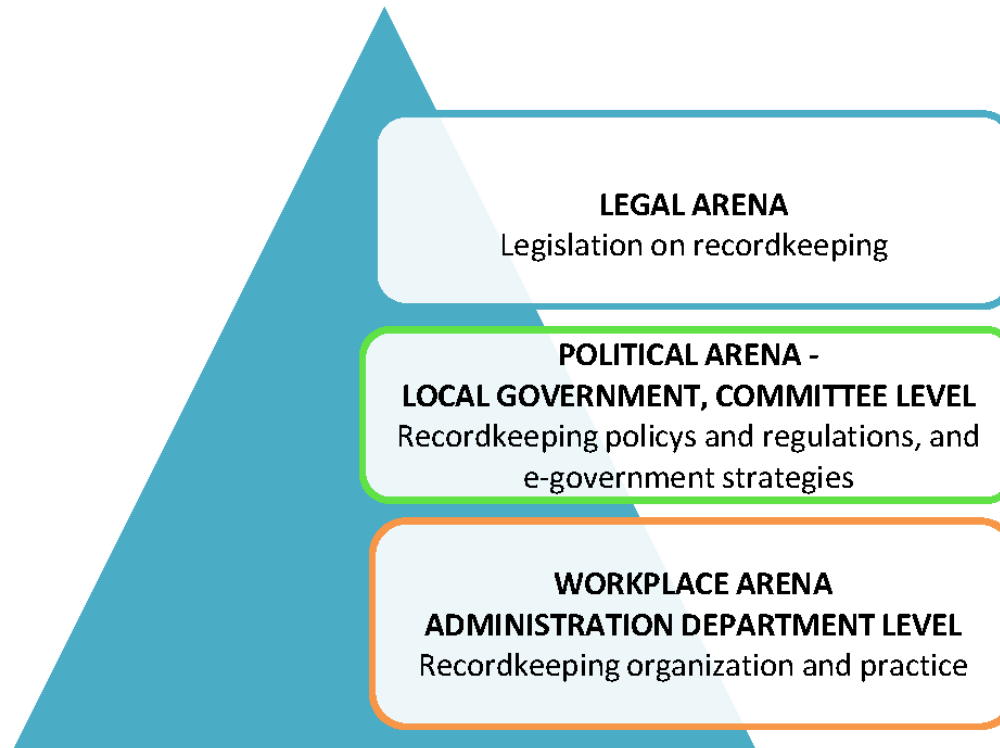 LEGAL ARENA
Legislation on recordkeeping
POLITICAL ARENA -
LOCAL GOVERNMENT, COMMITTEE LEVEL
Recordkeeping policys and regulations, and
e-government strategies
WORKPLACE ARENA
ADMINISTRATION DEPARTMENT LEVEL
Recordkeeping organization and practice